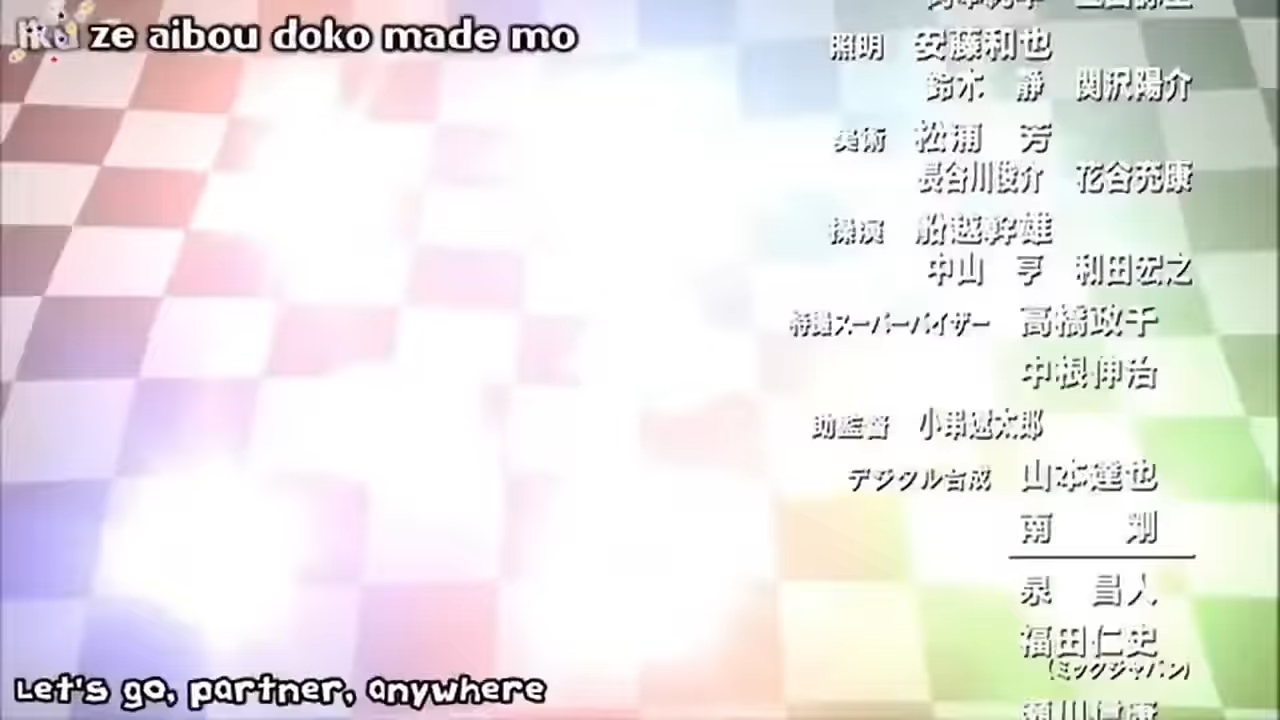 Iku ze aibou doko made mo
照明 安藤和也
鈴木 静 関沢陽介
美術 松浦 芳
長谷川俊介 花谷充康
操演 船越幹雄
中山 亨 和田宏之
特撮スーパーバイザー 高橋政千
中根伸治
助監督 小串遼太郎
デジタル合成 山本達也
南 剛
泉 昌人
福田仁史
(ミックジャパン)
Let's go, partner, anywhere